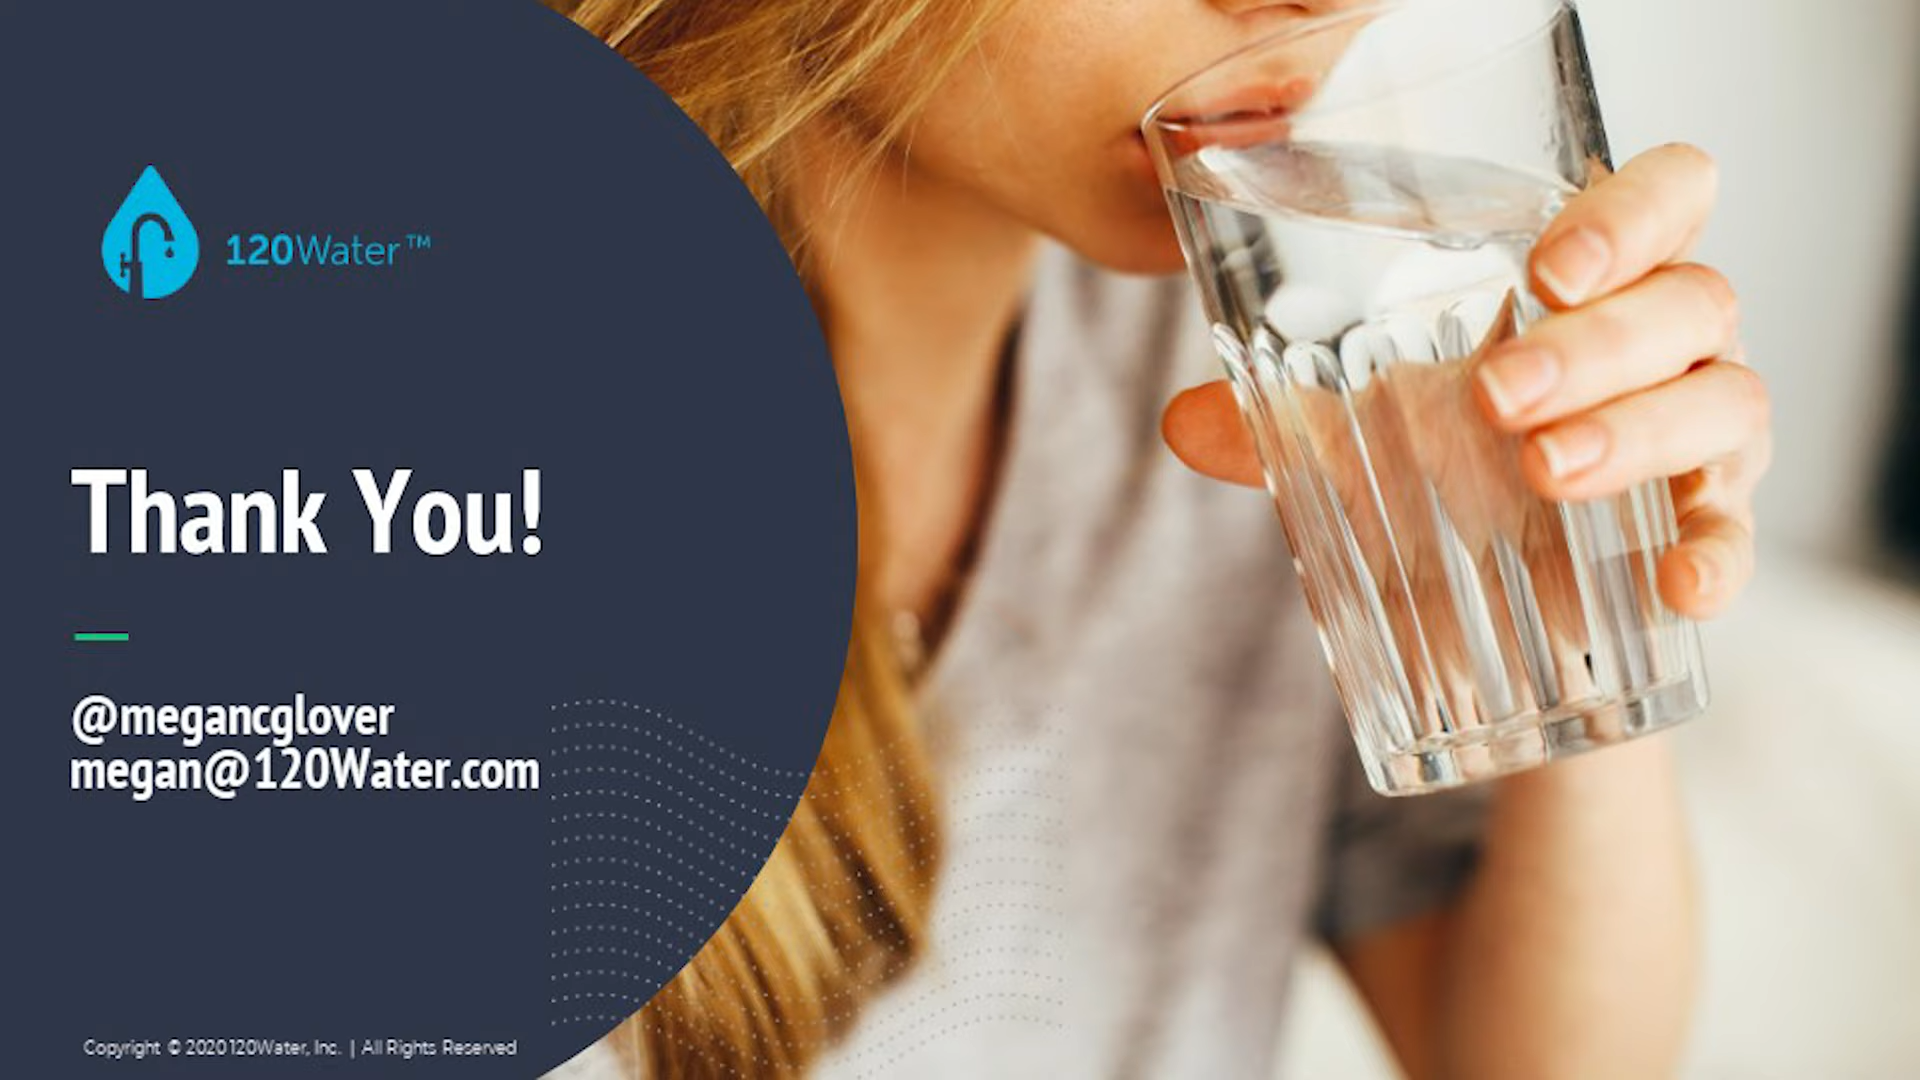 120Water™
Thank You!
@megancglover
megan@120Water.com
Copyright © 2020 120Water, Inc. | All Rights Reserved